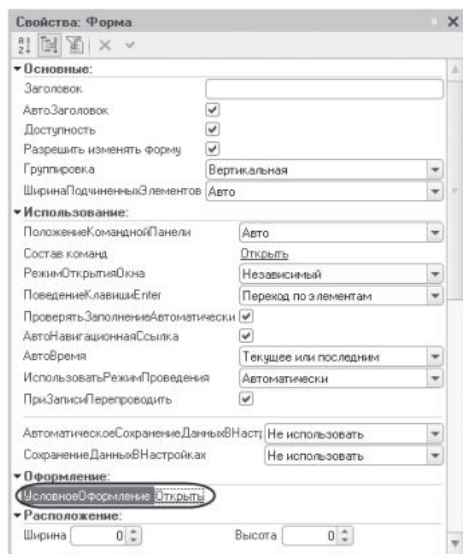 Свойства: Форма
Основные:
Заголовок
АвтоЗаголовок
Доступность
Разрешить изменять форму
Группировка Вертикальная
ШиринаПодчиненныхЭлементов Авто
Использование:
ПоложениеКоманднойПанели Авто
Состав команд Открыть
РежимОткрытияОкна Независимый
ПоведениеКлавишиEnter Переход по элементам
ПроверятьЗаполнениеАвтоматически
АвтоНавигационнаяСсылка
АвтоВремя Текущее или последним
ИспользоватьРежимПроведения Автоматически
ПриЗаписиПерепроводить
АвтоматическоеСохранениеДанныхВНастр Не использовать
СохранениеДанныхВНастройках Не использовать
Оформление:
УсловноеОформление Открыть
Расположение:
Ширина 0 Высота 0